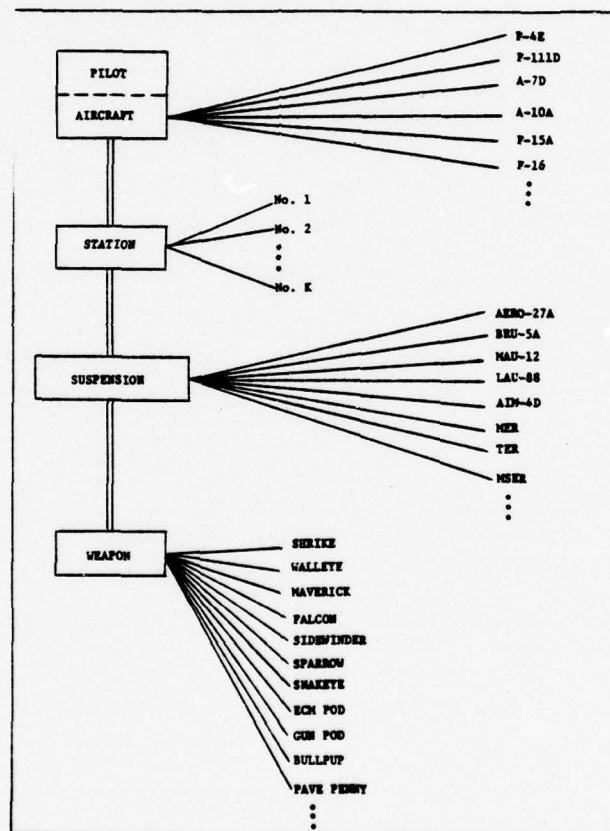 PILOT
AIRCRAFT
F-4E
F-111D
A-7D
A-10A
F-15A
F-16
STATION
No. 1
No. 2
No. K
SUSPENSION
AERO-27A
BRU-5A
MAU-12
LAU-88
AIM-4D
MER
TER
MSER
WEAPON
SHRIKE
WALLEYE
MAVERICK
FALCON
SIDEWINDER
SPARROW
SNAKEYE
ECM POD
GUN POD
BULLPUP
PAVE PENNY